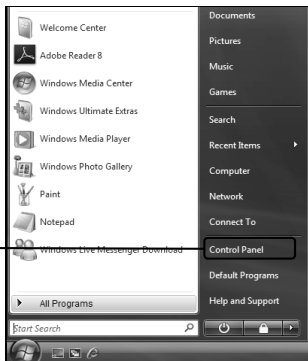 Welcome Center
Adobe Reader 8
Windows Media Center
Windows Ultimate Extras
Windows Media Player
Windows Photo Gallery
Paint
Notepad
Windows Live Messenger Download
All Programs
Start Search
Documents
Pictures
Music
Games
Search
Recent Items
Computer
Network
Connect To
Control Panel
Default Programs
Help and Support